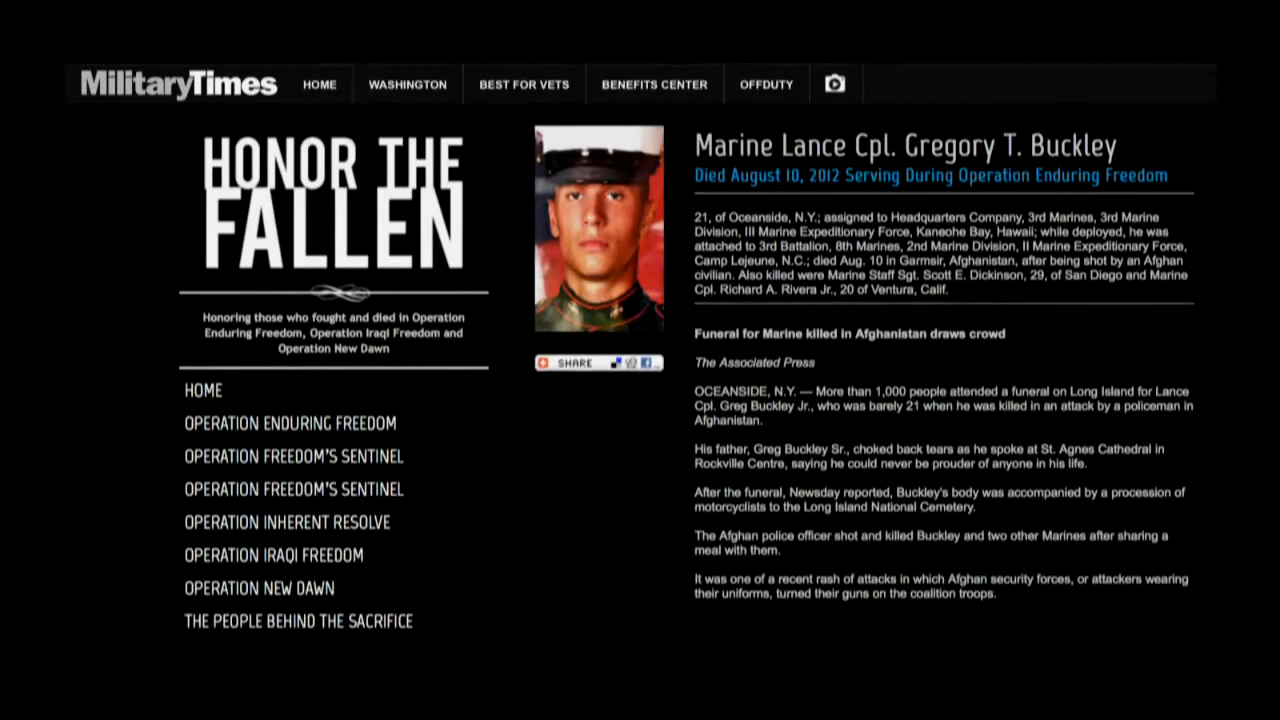 MilitaryTimes
HOME
WASHINGTON
BEST FOR VETS
BENEFITS CENTER
OFFDUTY
HONOR THE
FALLEN
Honoring those who fought and died in Operation
Enduring Freedom, Operation Iraqi Freedom and
Operation New Dawn
HOME
OPERATION ENDURING FREEDOM
OPERATION FREEDOM'S SENTINEL
OPERATION FREEDOM'S SENTINEL
OPERATION INHERENT RESOLVE
OPERATION IRAQI FREEDOM
OPERATION NEW DAWN
THE PEOPLE BEHIND THE SACRIFICE
SHARE
Marine Lance Cpl. Gregory T. Buckley
Died August 10, 2012 Serving During Operation Enduring Freedom
21, of Oceanside, N.Y.; assigned to Headquarters Company, 3rd Marines, 3rd Marine
Division, III Marine Expeditionary Force, Kaneohe Bay, Hawaii; while deployed, he was
attached to 3rd Battalion, 8th Marines, 2nd Marine Division, II Marine Expeditionary Force,
Camp Lejeune, N.C.; died Aug. 10 in Garmsir, Afghanistan, after being shot by an Afghan
civilian. Also killed were Marine Staff Sgt. Scott E. Dickinson, 29, of San Diego and Marine
Cpl. Richard A. Rivera Jr., 20 of Ventura, Calif.
Funeral for Marine killed in Afghanistan draws crowd
The Associated Press
OCEANSIDE, N.Y. — More than 1,000 people attended a funeral on Long Island for Lance
Cpl. Greg Buckley Jr., who was barely 21 when he was killed in an attack by a policeman in
Afghanistan.
His father, Greg Buckley Sr., choked back tears as he spoke at St. Agnes Cathedral in
Rockville Centre, saying he could never be prouder of anyone in his life.
After the funeral, Newsday reported, Buckley's body was accompanied by a procession of
motorcyclists to the Long Island National Cemetery.
The Afghan police officer shot and killed Buckley and two other Marines after sharing a
meal with them.
It was one of a recent rash of attacks in which Afghan security forces, or attackers wearing
their uniforms, turned their guns on the coalition troops.